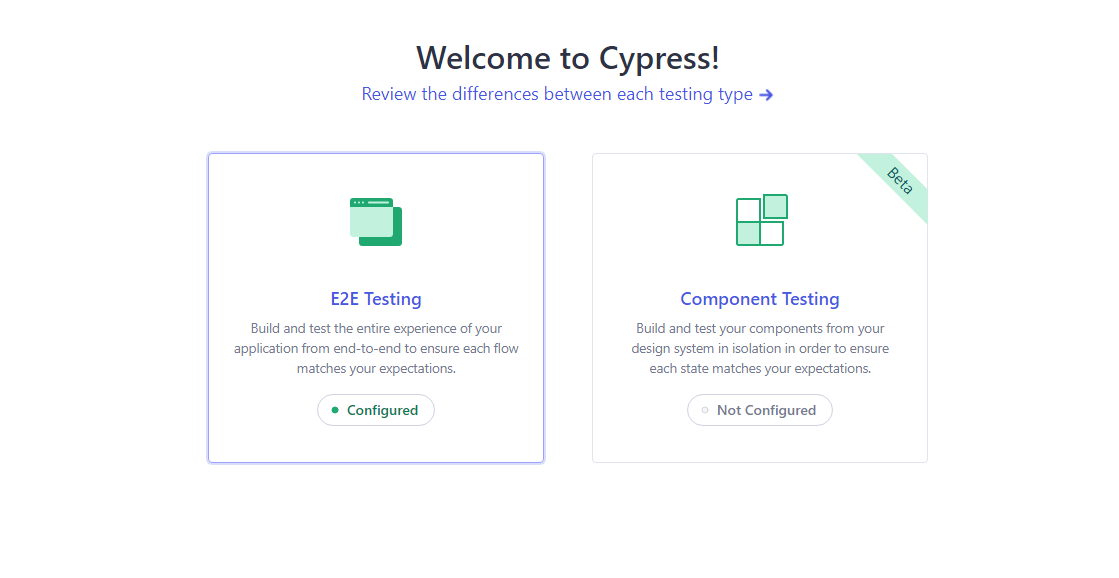 Welcome to Cypress!
Review the differences between each testing type
Beta
E2E Testing
Build and test the entire experience of your
application from end-to-end to ensure each flow
matches your expectations.
Configured
Component Testing
Build and test your components from your
design system in isolation in order to ensure
each state matches your expectations.
Not Configured